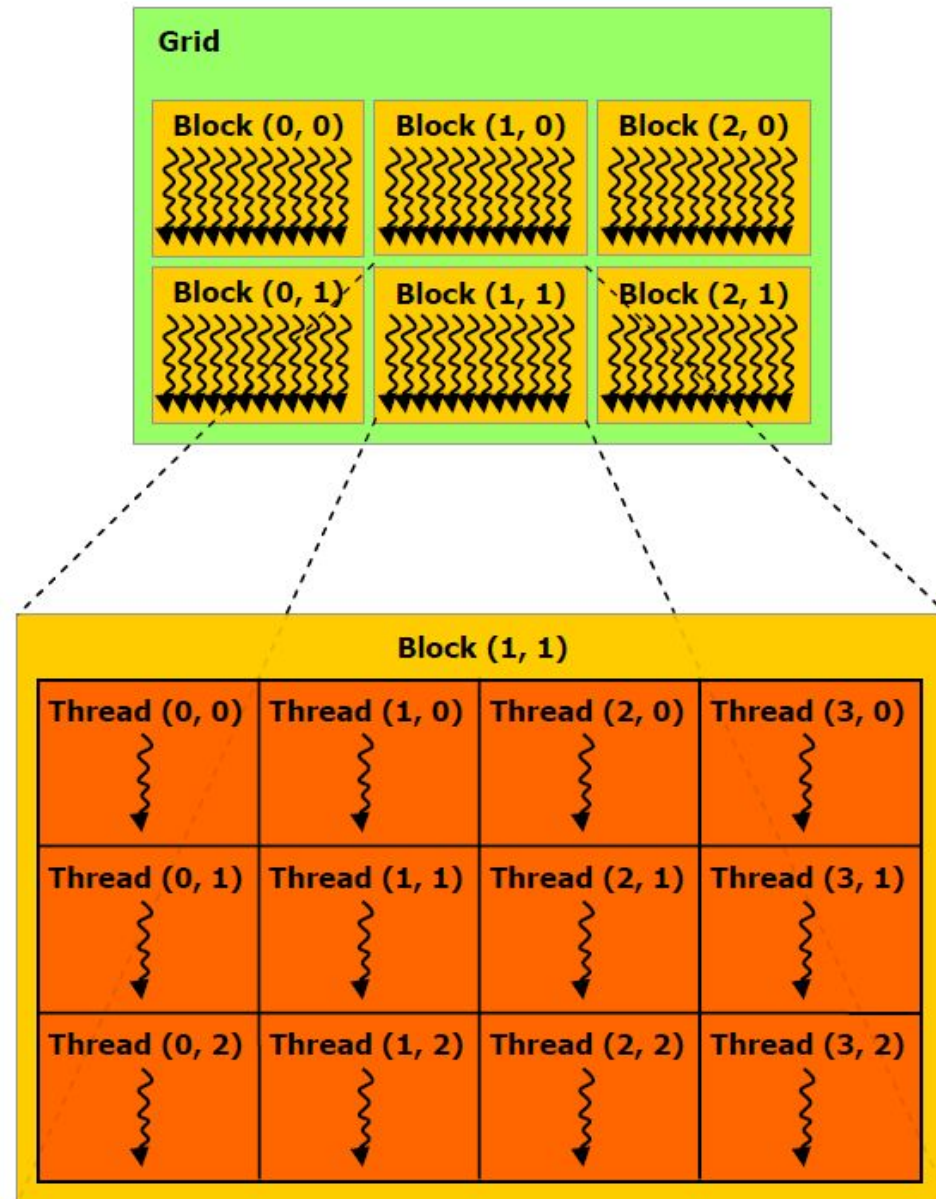 Grid
Block (0, 0) Block (1, 0) Block (2, 0)
Block (0, 1) Block (1, 1) Block (2, 1)
Block (1, 1)
Thread (0, 0) Thread (1, 0) Thread (2, 0) Thread (3, 0)
Thread (0, 1) Thread (1, 1) Thread (2, 1) Thread (3, 1)
Thread (0, 2) Thread (1, 2) Thread (2, 2) Thread (3, 2)